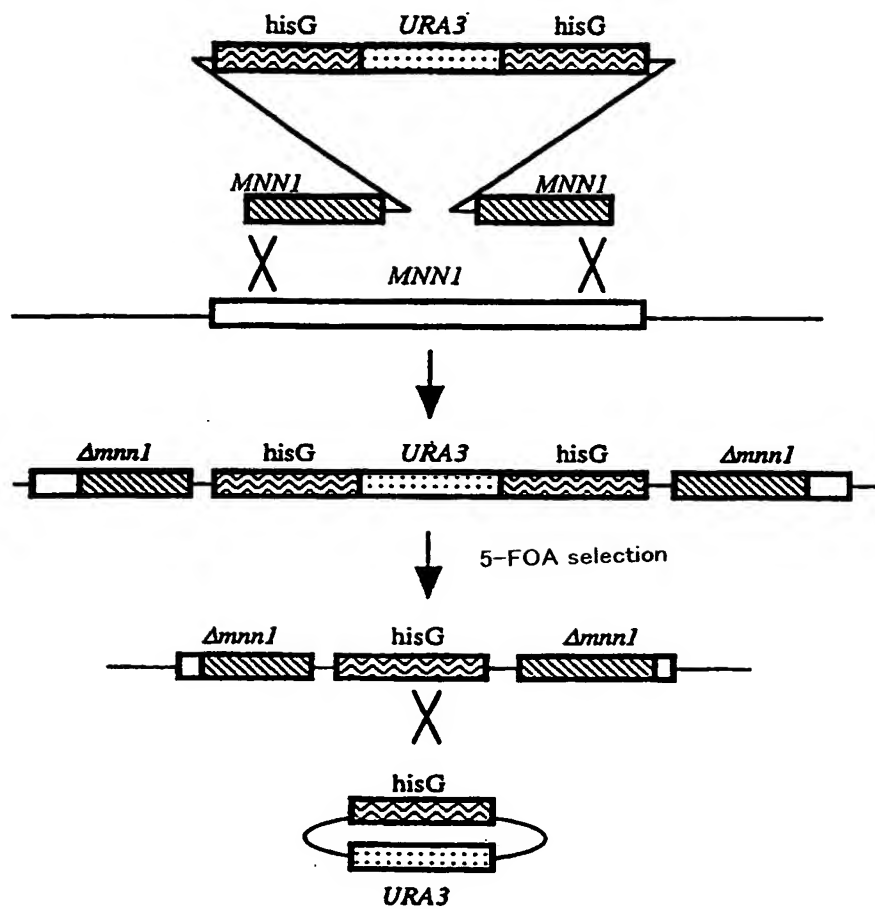 hisG URA3 hisG
MNN1 MNN1
MNN1
Δmnn1 hisG URA3 hisG Δmnn1
5-FOA selection
Δmnn1 hisG Δmnn1
hisG
URA3